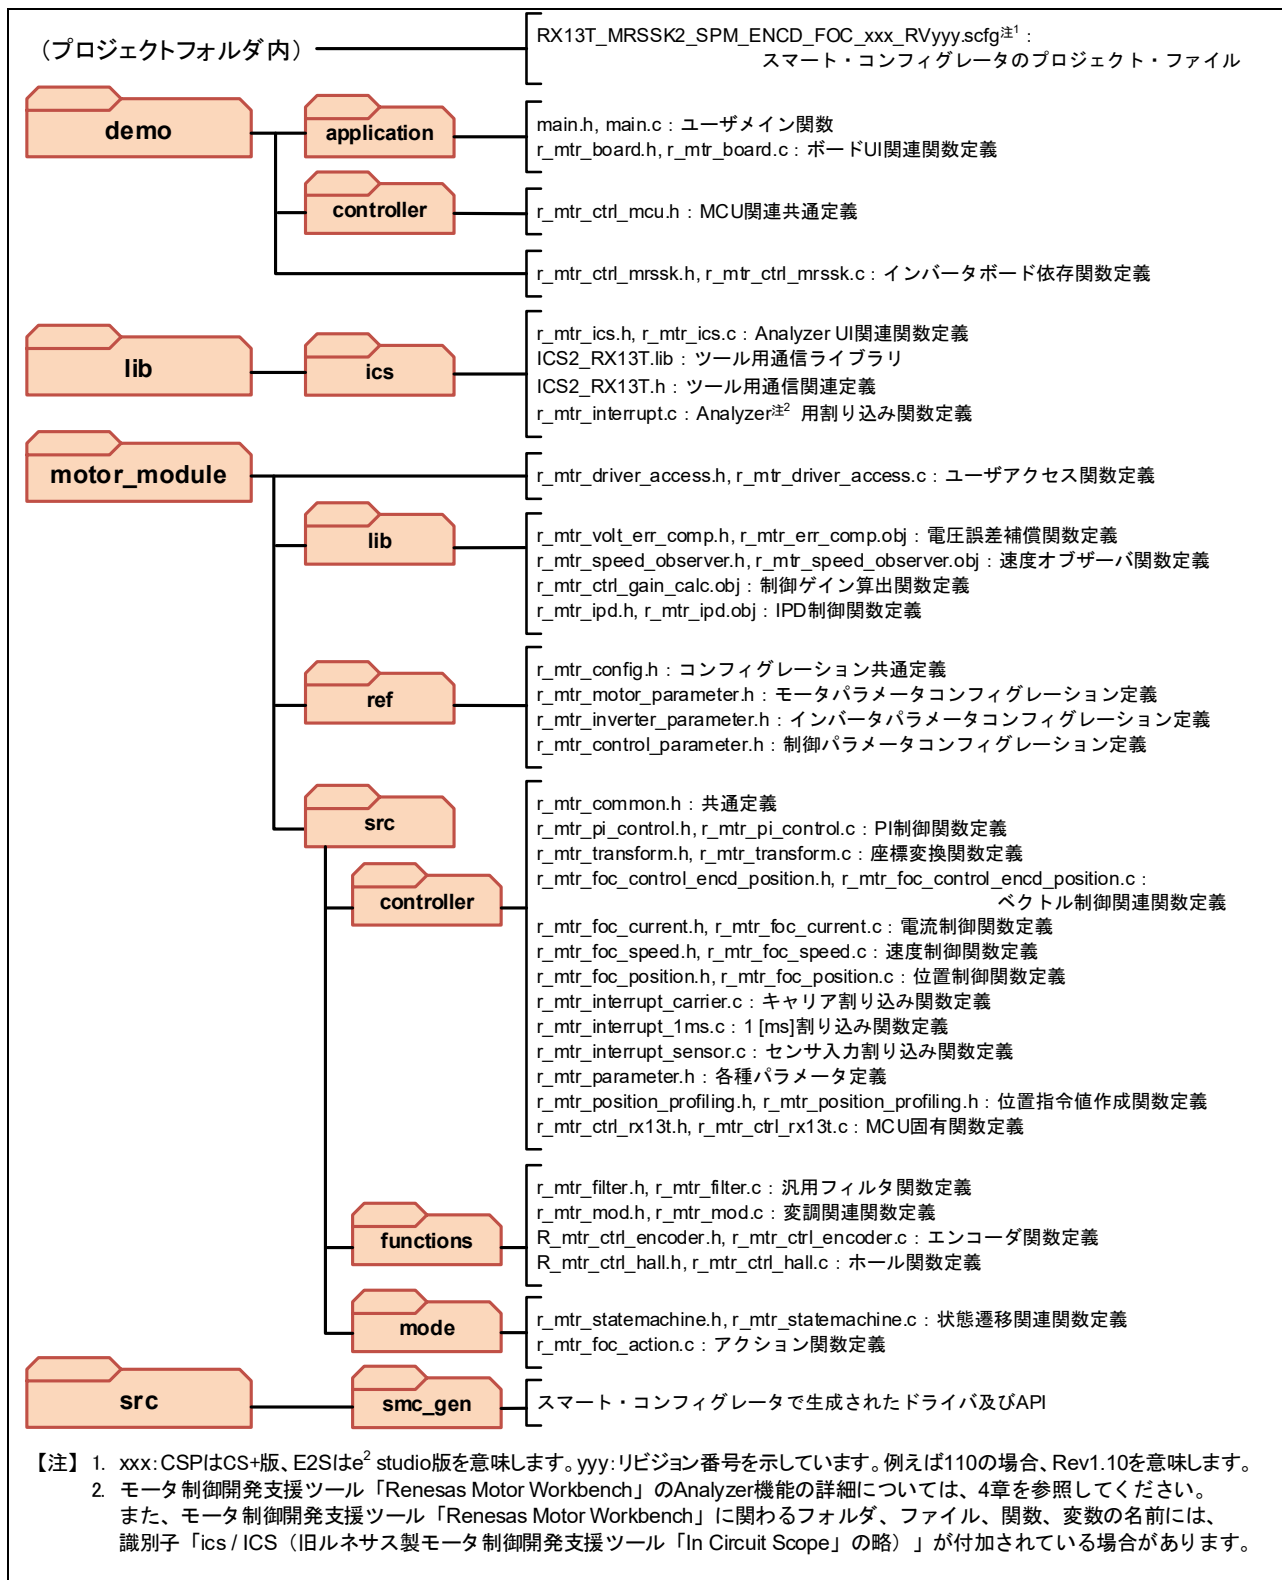 （プロジェクトフォルダ内）
RX13T_MRSSK2_SPM_ENCD_FOC_xxx_RVyyy.scfg注1：
スマート・コンフィグレータのプロジェクト・ファイル
demo
application
main.h, main.c：ユーザメイン関数
r_mtr_board.h, r_mtr_board.c：ボードUI関連関数定義
controller
r_mtr_ctrl_mcu.h：MCU関連共通定義
r_mtr_ctrl_mrssk.h, r_mtr_ctrl_mrssk.c：インバータボード依存関数定義
lib
ics
r_mtr_ics.h, r_mtr_ics.c：Analyzer UI関連関数定義
ICS2_RX13T.lib：ツール用通信ライブラリ
ICS2_RX13T.h：ツール用通信関連定義
r_mtr_interrupt.c：Analyzer注2 用割り込み関数定義
motor_module
r_mtr_driver_access.h, r_mtr_driver_access.c：ユーザアクセス関数定義
lib
r_mtr_volt_err_comp.h, r_mtr_err_comp.obj：電圧誤差補償関数定義
r_mtr_speed_observer.h, r_mtr_speed_observer.obj：速度オブザーバ関数定義
r_mtr_ctrl_gain_calc.obj：制御ゲイン算出関数定義
r_mtr_ipd.h, r_mtr_ipd.obj：IPD制御関数定義
ref
r_mtr_config.h：コンフィグレーション共通定義
r_mtr_motor_parameter.h：モータパラメータコンフィグレーション定義
r_mtr_inverter_parameter.h：インバータパラメータコンフィグレーション定義
r_mtr_control_parameter.h：制御パラメータコンフィグレーション定義
src
controller
r_mtr_common.h：共通定義
r_mtr_pi_control.h, r_mtr_pi_control.c：PI制御関数定義
r_mtr_transform.h, r_mtr_transform.c：座標変換関数定義
r_mtr_foc_control_encd_position.h, r_mtr_foc_control_encd_position.c：
ベクトル制御関連関数定義
r_mtr_foc_current.h, r_mtr_foc_current.c：電流制御関数定義
r_mtr_foc_speed.h, r_mtr_foc_speed.c：速度制御関数定義
r_mtr_foc_position.h, r_mtr_foc_position.c：位置制御関数定義
r_mtr_interrupt_carrier.c：キャリア割り込み関数定義
r_mtr_interrupt_1ms.c：1 [ms]割り込み関数定義
r_mtr_interrupt_sensor.c：センサ入力割り込み関数定義
r_mtr_parameter.h：各種パラメータ定義
r_mtr_position_profiling.h, r_mtr_position_profiling.h：位置指令値作成関数定義
r_mtr_ctrl_rx13t.h, r_mtr_ctrl_rx13t.c：MCU固有関数定義
functions
r_mtr_filter.h, r_mtr_filter.c：汎用フィルタ関数定義
r_mtr_mod.h, r_mtr_mod.c：変調関連関数定義
R_mtr_ctrl_encoder.h, r_mtr_ctrl_encoder.c：エンコーダ関数定義
R_mtr_ctrl_hall.h, r_mtr_ctrl_hall.c：ホール関数定義
mode
r_mtr_statemachine.h, r_mtr_statemachine.c：状態遷移関連関数定義
r_mtr_foc_action.c：アクション関数定義
src
smc_gen
スマート・コンフィグレータで生成されたドライバ及びAPI
【注】 1. xxx：CSPはCS+版、E2Sはe2 studio版を意味します。yyy：リビジョン番号を示しています。例えば110の場合、Rev1.10を意味します。
2. モータ制御開発支援ツール「Renesas Motor Workbench」のAnalyzer機能の詳細については、4章を参照してください。
また、モータ制御開発支援ツール「Renesas Motor Workbench」に関わるフォルダ、ファイル、関数、変数の名前には、
識別子「ics / ICS（旧ルネサス製モータ制御開発支援ツール「In Circuit Scope」の略）」が付加されている場合があります。